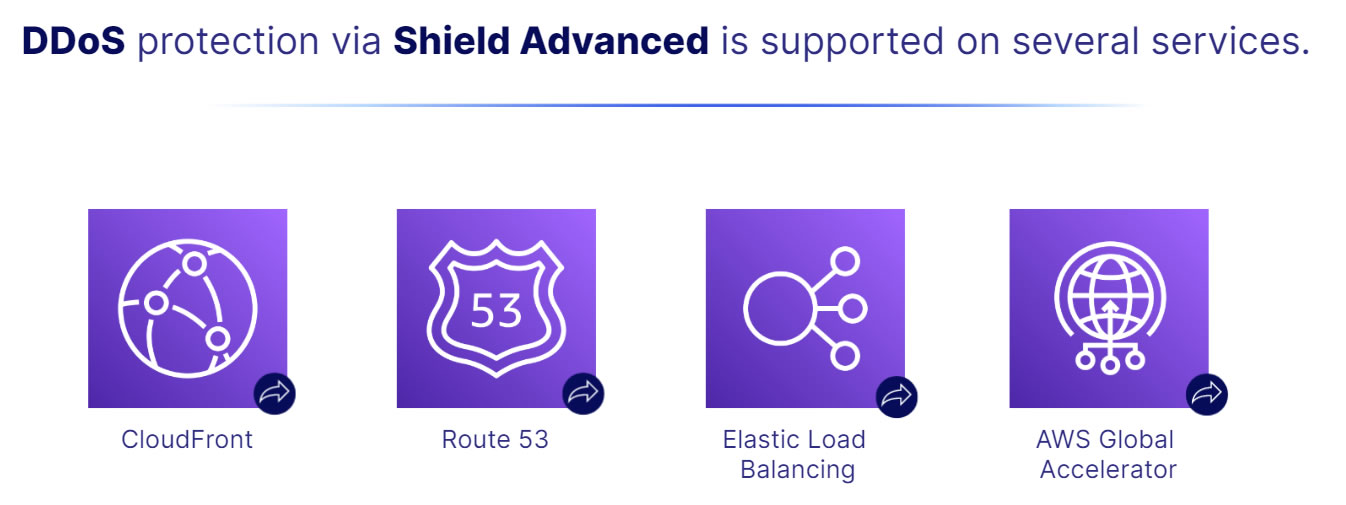 DDoS protection via Shield Advanced is supported on several services.
53
CloudFront
Route 53
Elastic Load
Balancing
AWS Global
Accelerator